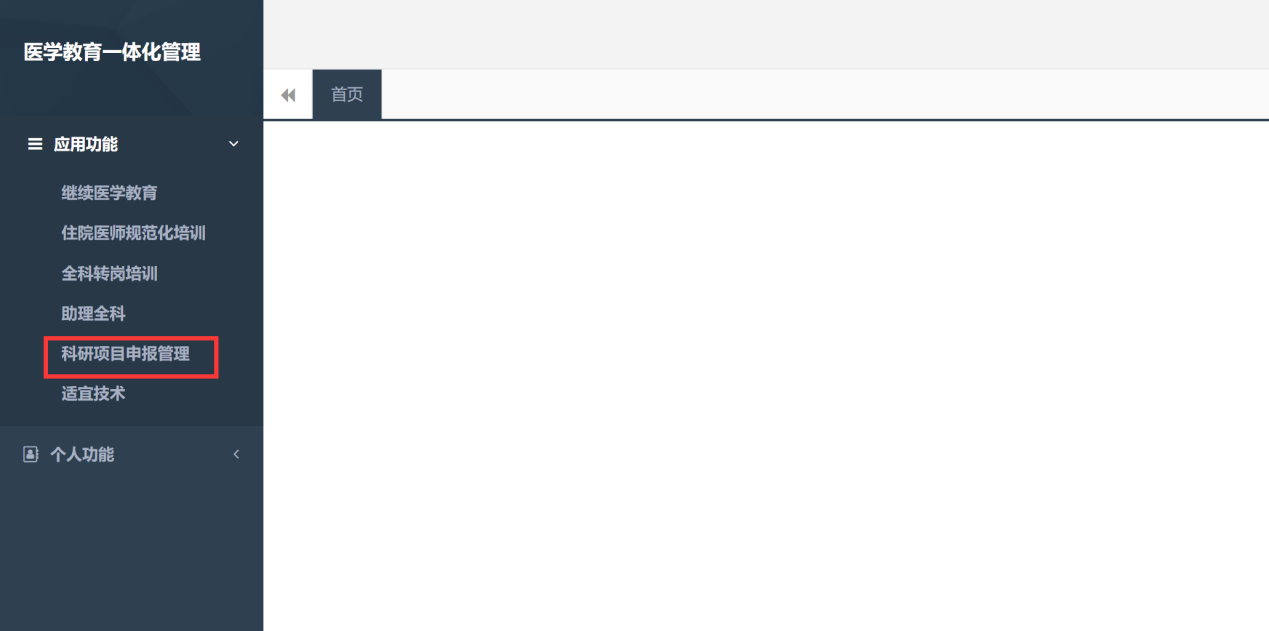 医学教育一体化管理
首页
应用功能
继续医学教育
住院医师规范化培训
全科转岗培训
助理全科
科研项目申报管理
适宜技术
个人功能